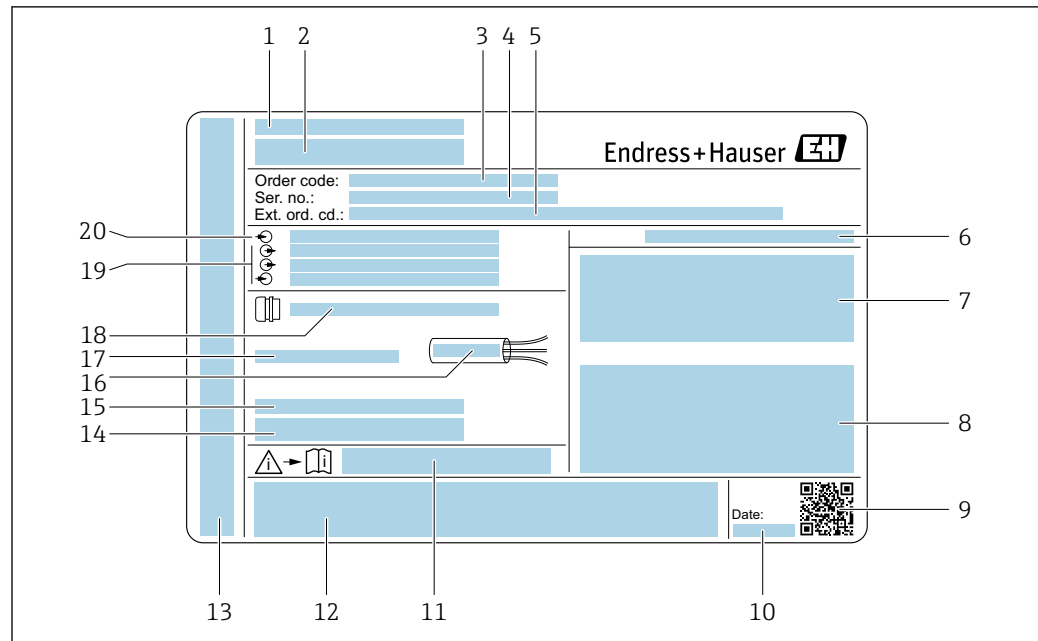 1 2 3 4 5
Endress+Hauser EH
Order code:
Ser. no.:
Ext. ord. cd.:
20
6
19
7
18
17
16
15
14
8
i i
Date:
9
13 12 11 10